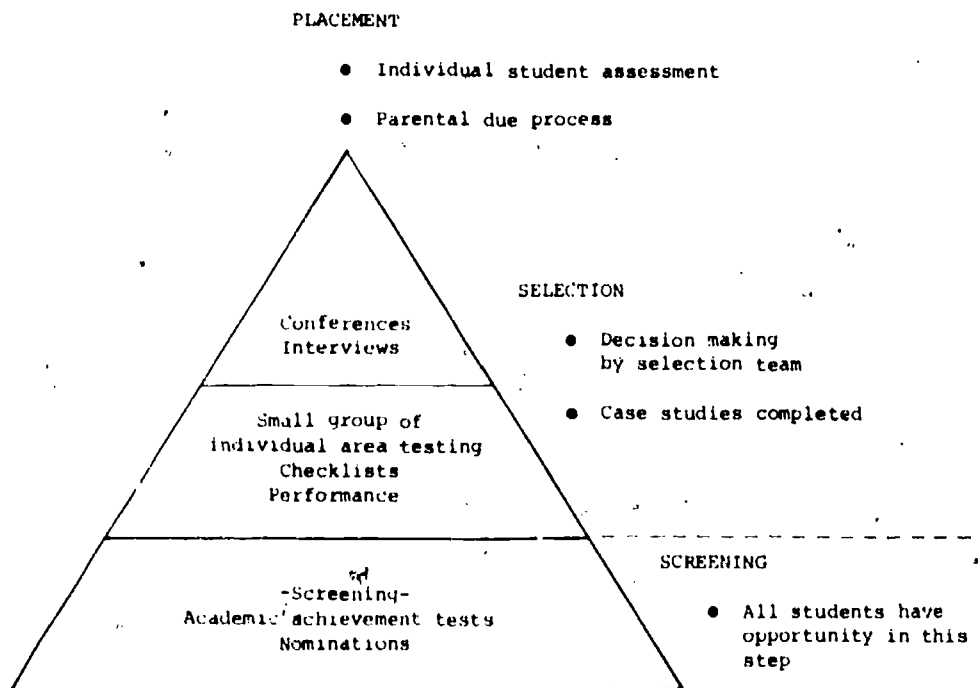 PLACEMENT
● Individual student assessment
● Parental due process
SELECTION
Conferences
Interviews
● Decision making
by selection team
● Case studies completed
Small group of
individual area testing
Checklists
Performance
SCREENING
-Screening-
Academic achievement tests
Nominations
● All students have
opportunity in this
step